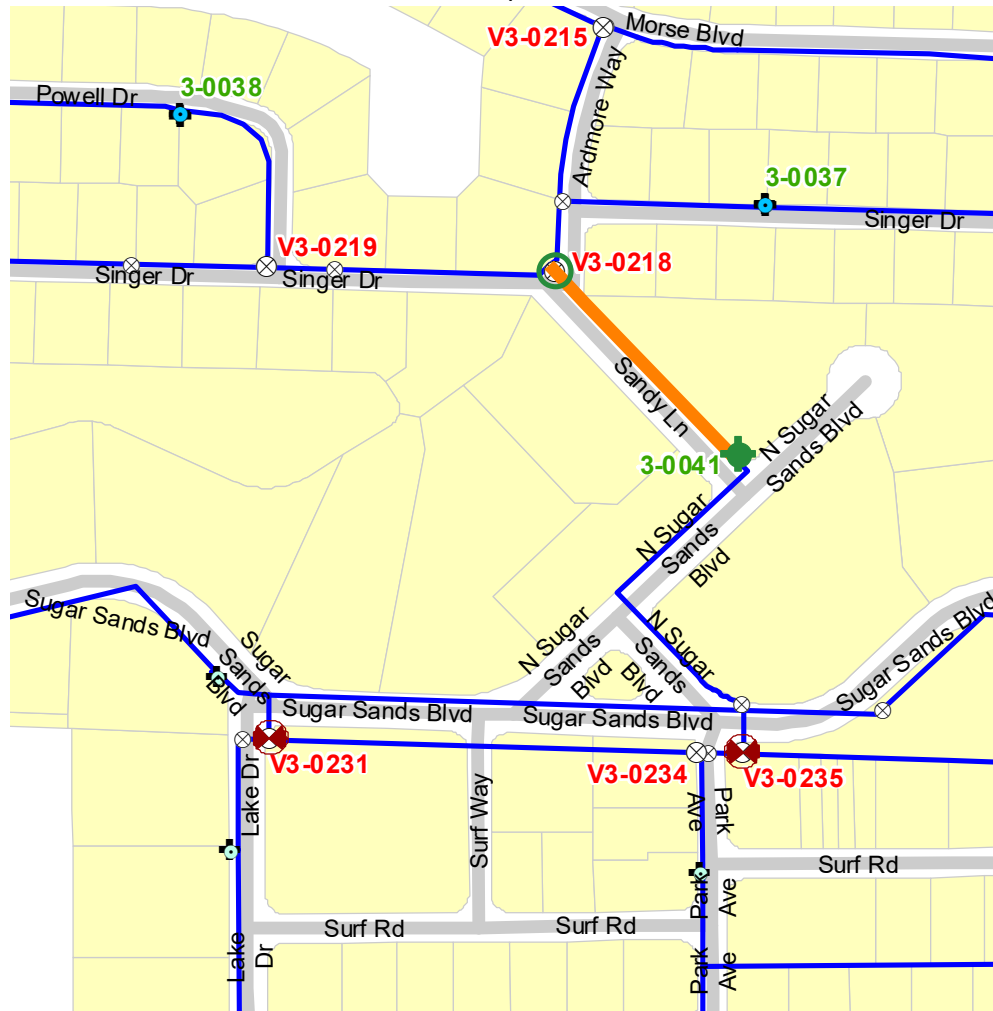 V3-0215
Morse Blvd
3-0038
Powell Dr
Ardmore Way
3-0037
Singer Dr
V3-0219
V3-0218
Singer Dr
Singer Dr
Sandy Ln
N Sugar
Sands Blvd
3-0041
N Sugar
Sands
Blvd
Sugar Sands Blvd
Sugar
Sands
Blvd
N Sugar
Sands
Blvd
N Sugar
Sands
Blvd
Sugar Sands Blvd
Sugar Sands Blvd
Sugar Sands Blvd
V3-0231
V3-0234
V3-0235
Lake Dr
Surf Way
Park
Ave
Surf Rd
Park
Ave
Surf Rd
Surf Rd
Lake
Dr
Park
Ave